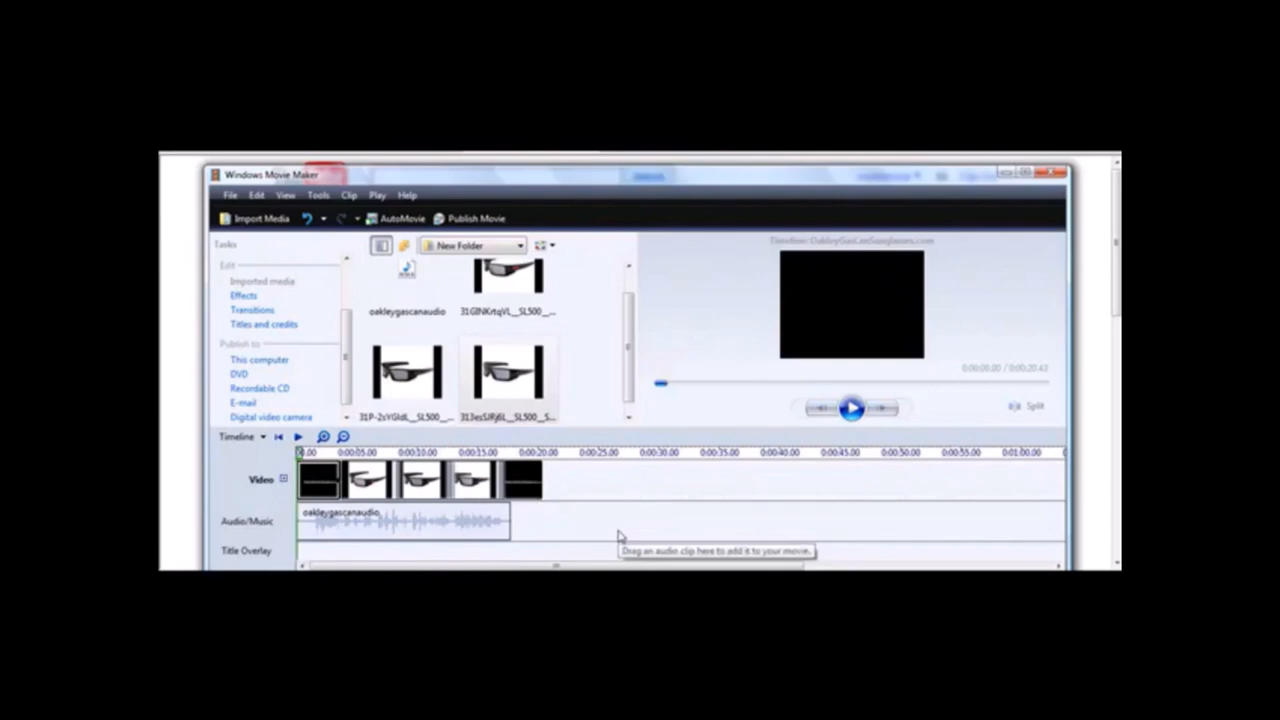 Windows Movie Maker
File Edit View Tools Clip Play Help
Import Media AutoMovie Publish Movie
Tasks
New Folder
Timeline: OakleyGasCanSunglasses.com
Edit
Imported media
Effects
Transitions
Titles and credits
Publish to
This computer
DVD
Recordable CD
E-mail
Digital video camera
oakleygascanaudio
0:00:00.00 / 0:00:20.43
Split
Timeline
00.00 0:00:05.00 0:00:10.00 0:00:15.00 0:00:20.00 0:00:25.00 0:00:30.00 0:00:35.00 0:00:40.00 0:00:45.00 0:00:50.00 0:00:55.00 0:01:00.00
Video
oakleygascanaudio
Audio/Music
Title Overlay
Drag an audio clip here to add it to your movie.